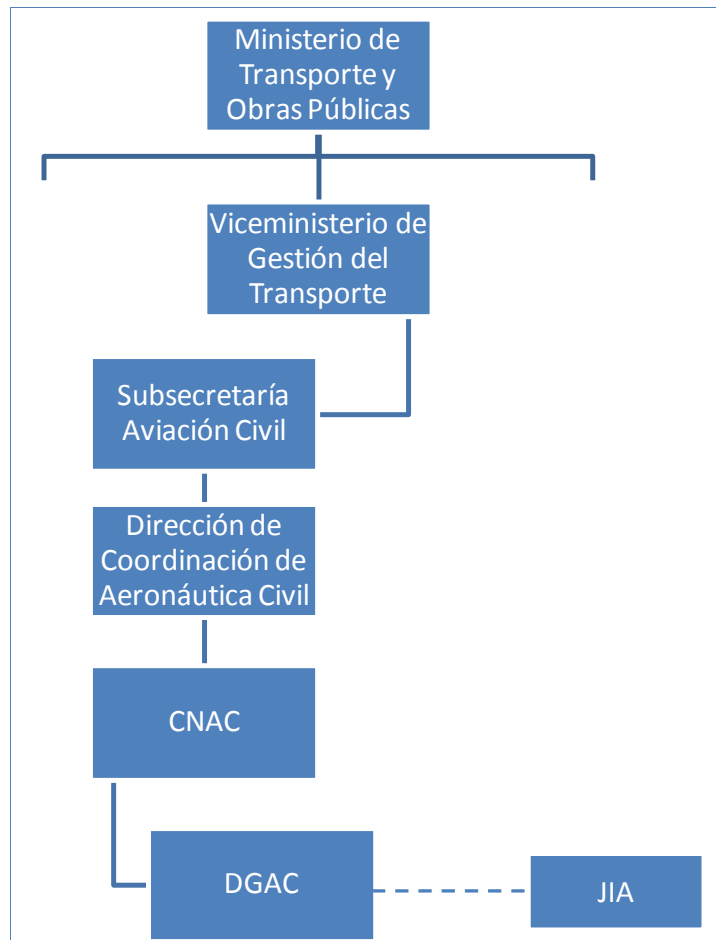 Ministerio de
Transporte y
Obras Públicas
Viceministerio de
Gestión del
Transporte
Subsecretaría
Aviación Civil
Dirección de
Coordinación de
Aeronáutica Civil
CNAC
DGAC
JIA